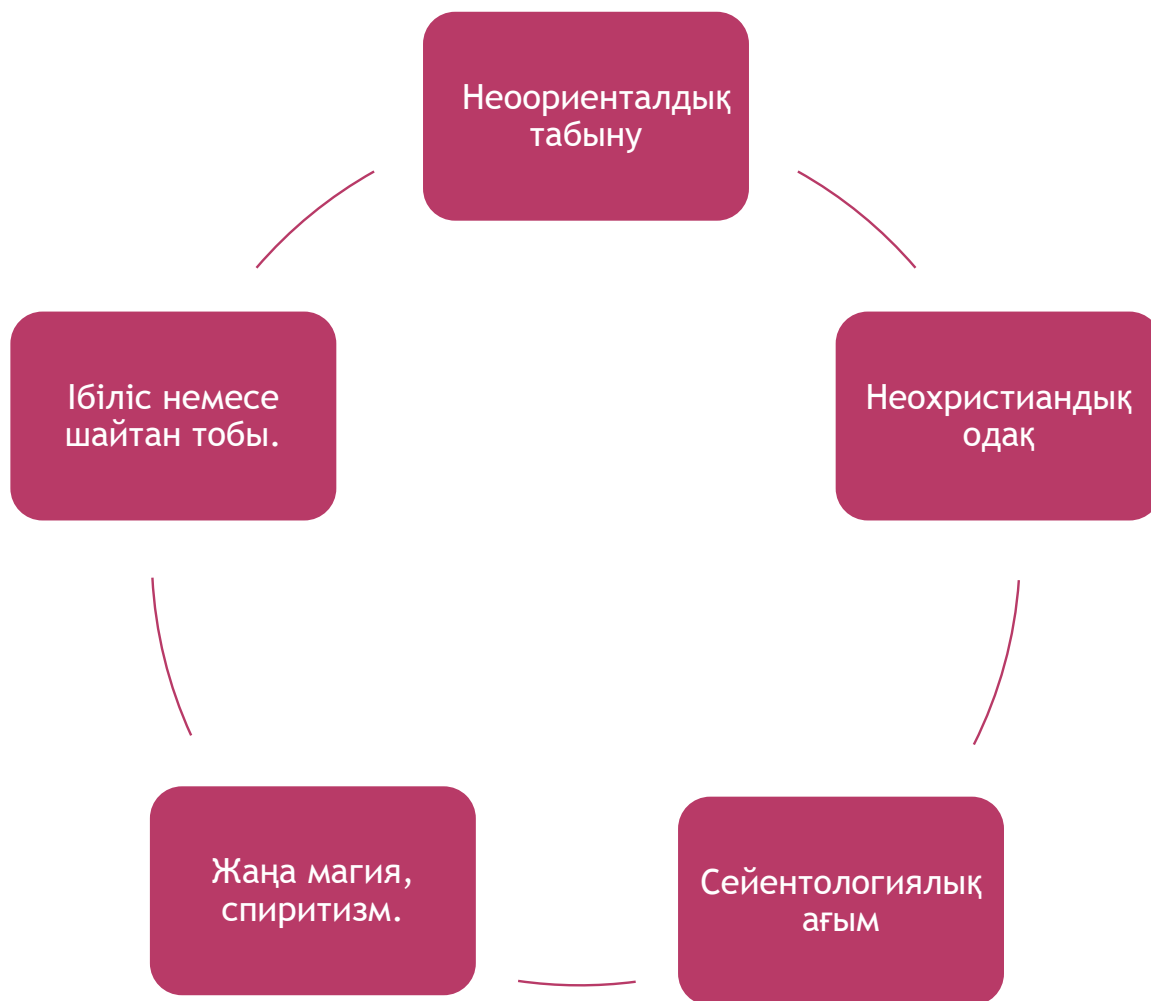 Неоориенталдық
табыну
Неохристиандық
одақ
Сейентологиялық
ағым
Жаңа магия,
спиритизм.
Ібіліс немесе
шайтан тобы.